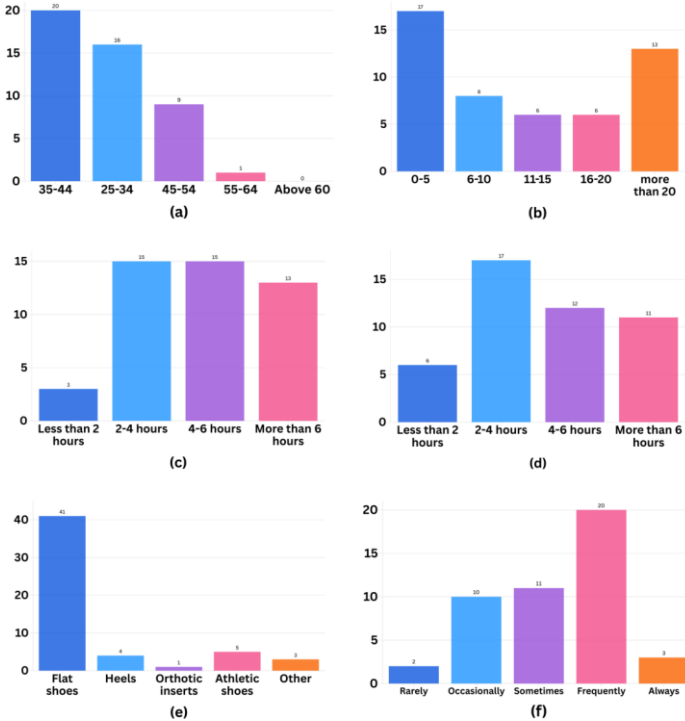 20
20
16
15
10
9
5
1
0
0
35-44 25-34 45-54 55-64 Above 60
(a)
17
15
13
10
8
6
6
5
0
0-5 6-10 11-15 16-20 more
than 20
(b)
15
15
15
13
10
5
3
0
Less than 2
hours
2-4 hours 4-6 hours More than 6
hours
(c)
17
15
12
11
10
6
5
0
Less than 2
hours
2-4 hours 4-6 hours More than 6
hours
(d)
41
40
30
20
10
4
1
5
3
0
Flat
shoes
Heels
Orthotic
inserts
Athletic
shoes
Other
(e)
20
20
15
10
10
11
5
2
3
0
Rarely Occasionally Sometimes Frequently Always
(f)